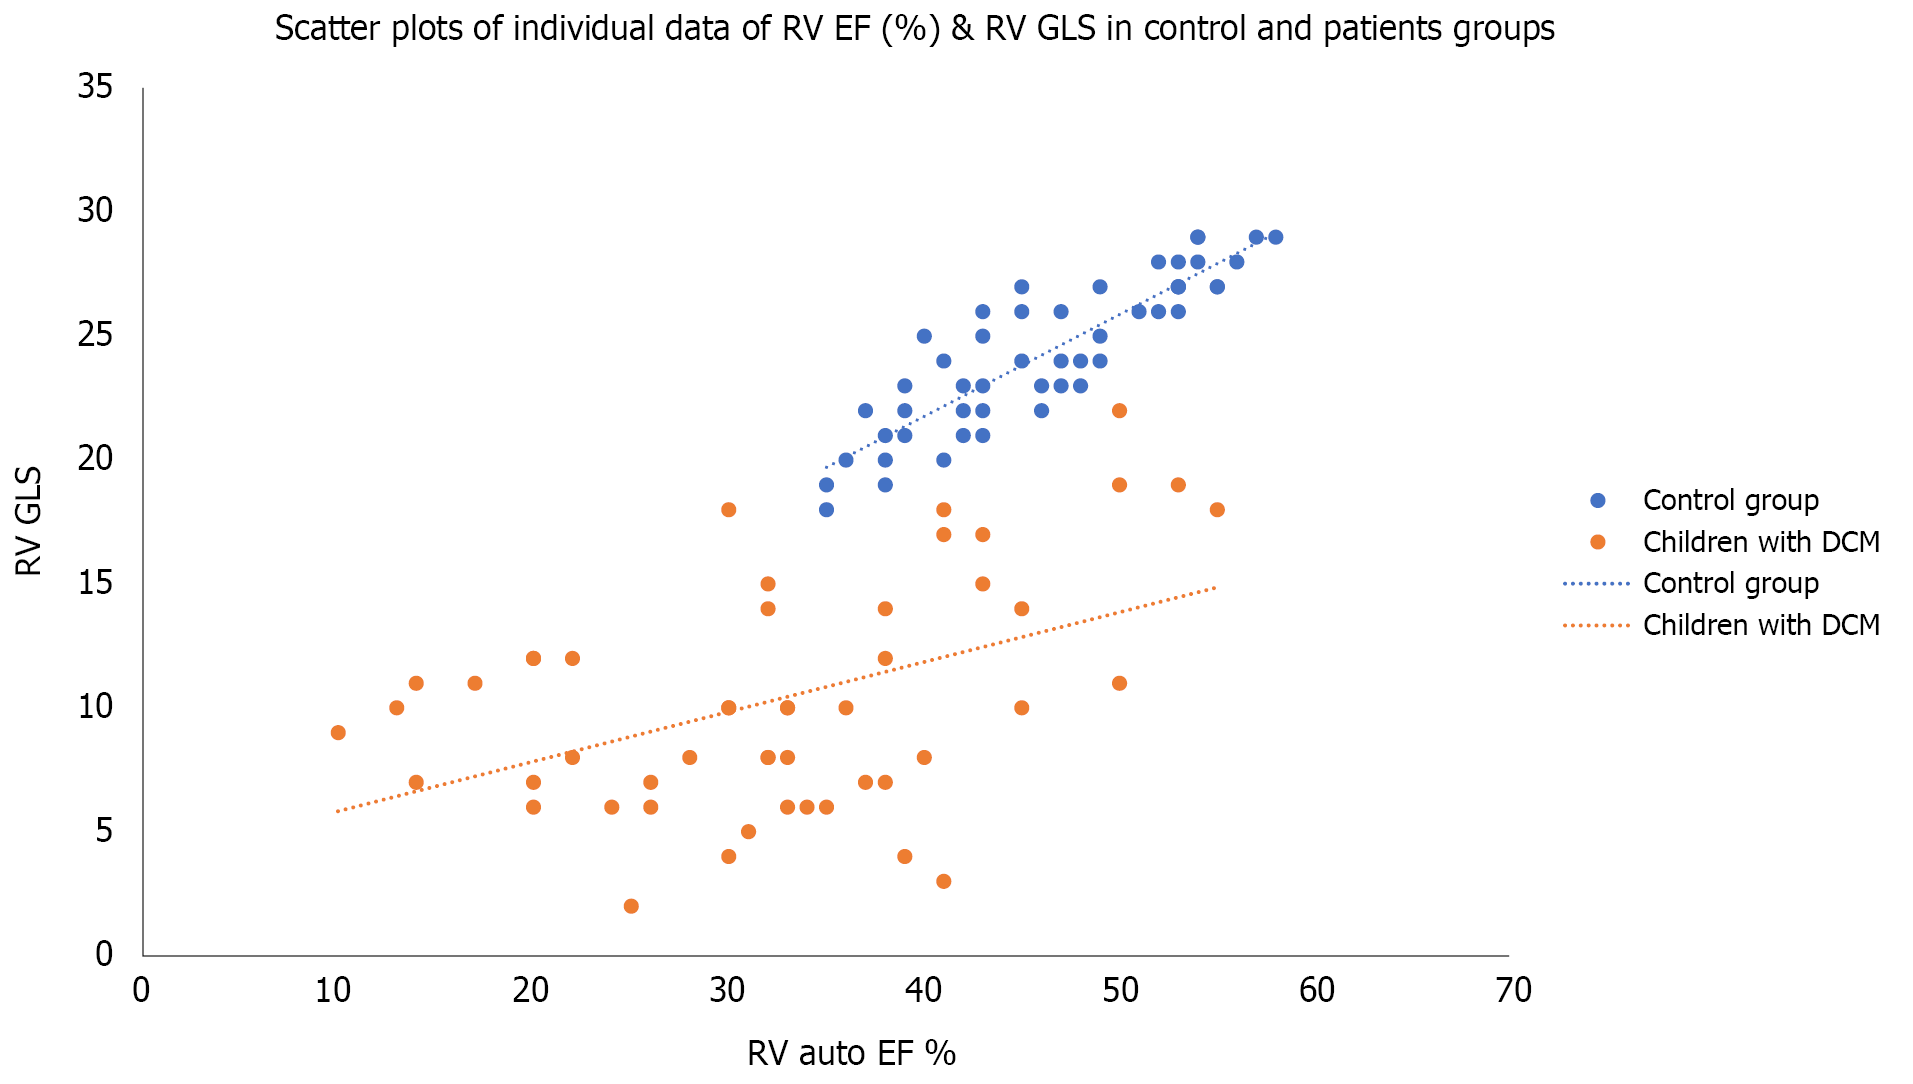 Scatter plots of individual data of RV EF (%) & RV GLS in control and patients groups
35
30
25
20
15
10
5
0
RV GLS
0 10 20 30 40 50 60 70
RV auto EF %
Control group
Children with DCM
Control group
Children with DCM